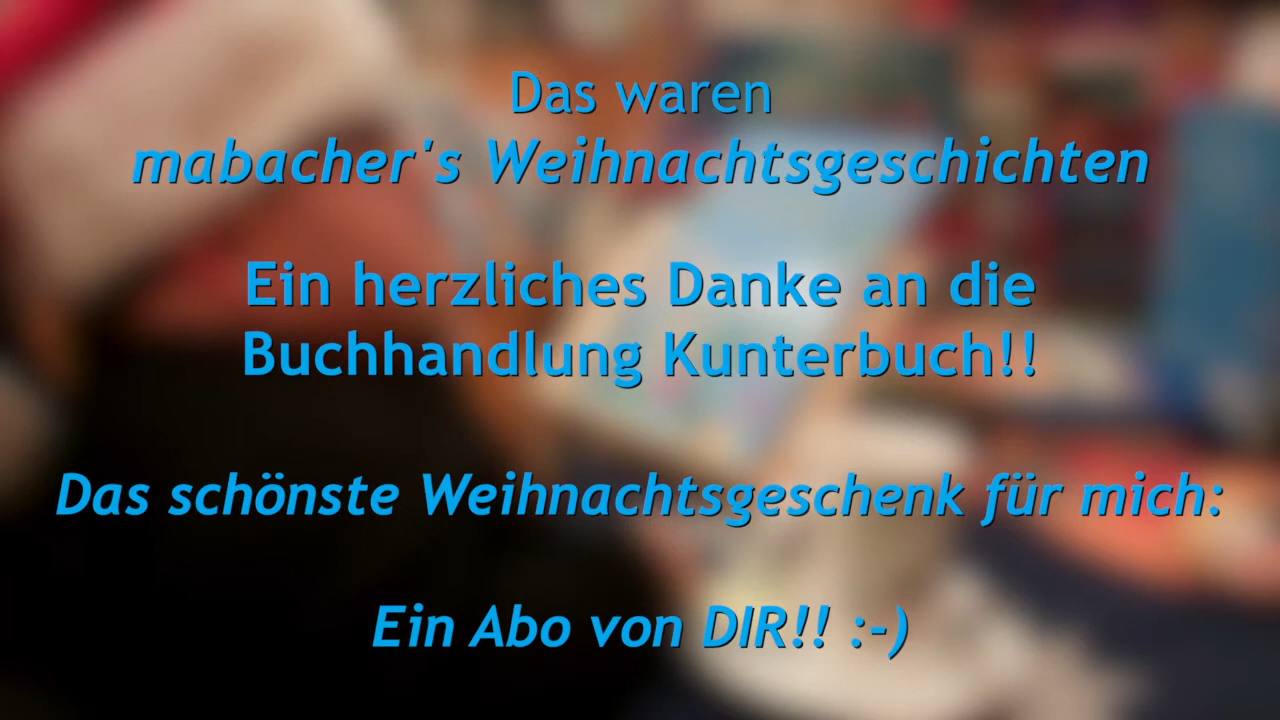 Das waren
mabacher's Weihnachtsgeschichten
Ein herzliches Danke an die
Buchhandlung Kunterbuch!!
Das schönste Weihnachtsgeschenk für mich:
Ein Abo von DIR!! :-)